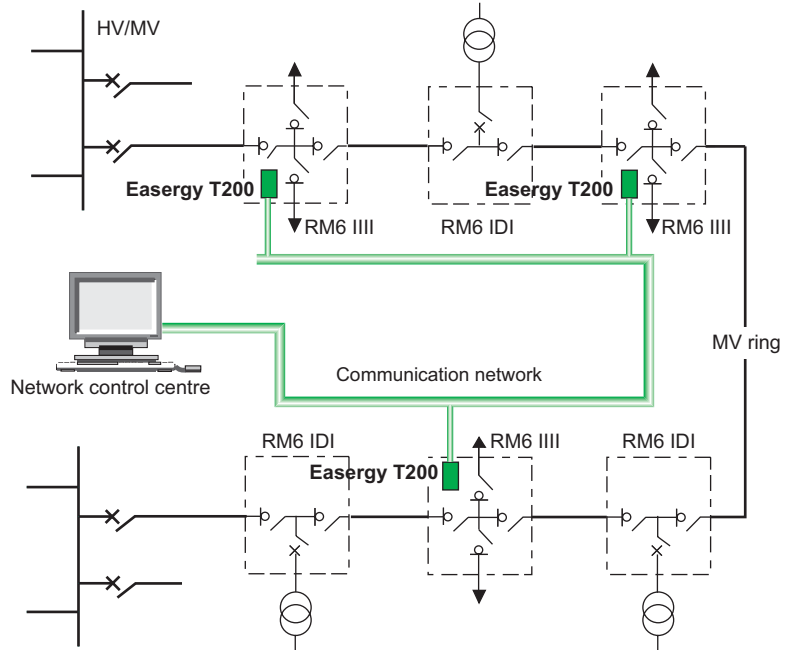 HV/MV
Easergy T200
Easergy T200
RM6 IIII
RM6 IDI
RM6 IIII
MV ring
Communication network
Network control centre
RM6 IDI
RM6 IIII
RM6 IDI
Easergy T200